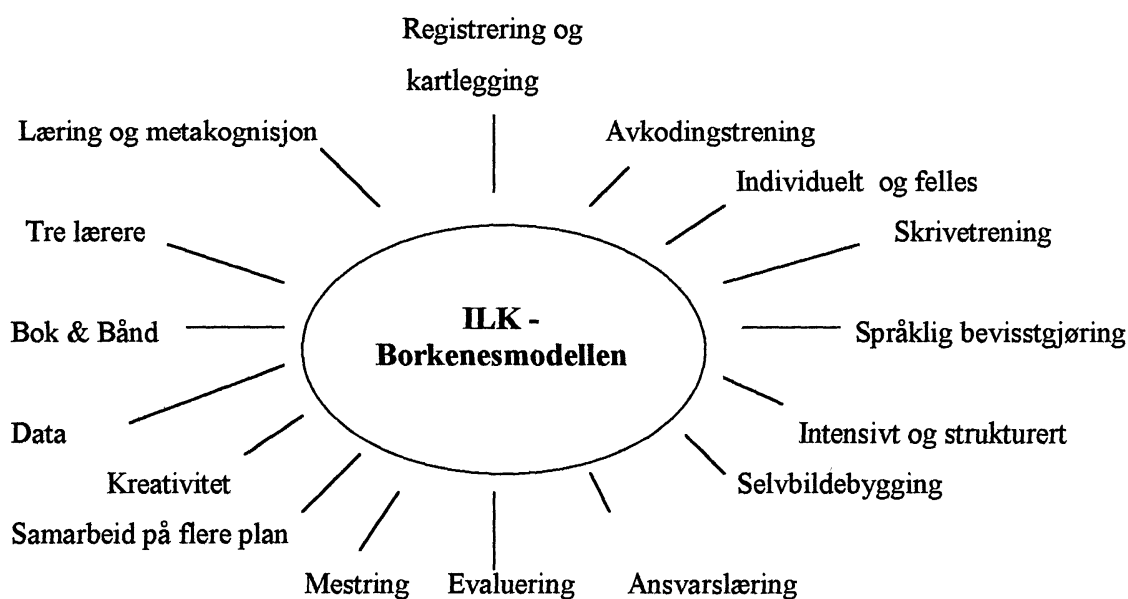 Registrering og
kartlegging
Læring og metakognisjon
Avkodingstrening
Individuelt og felles
Tre lærere
Skrivetrening
ILK -
Borkenesmodellen
Bok & Bånd
Språklig bevisstgjøring
Data
Intensivt og strukturert
Kreativitet
Selvbildebygging
Samarbeid på flere plan
Mestring
Evaluering
Ansvarslæring